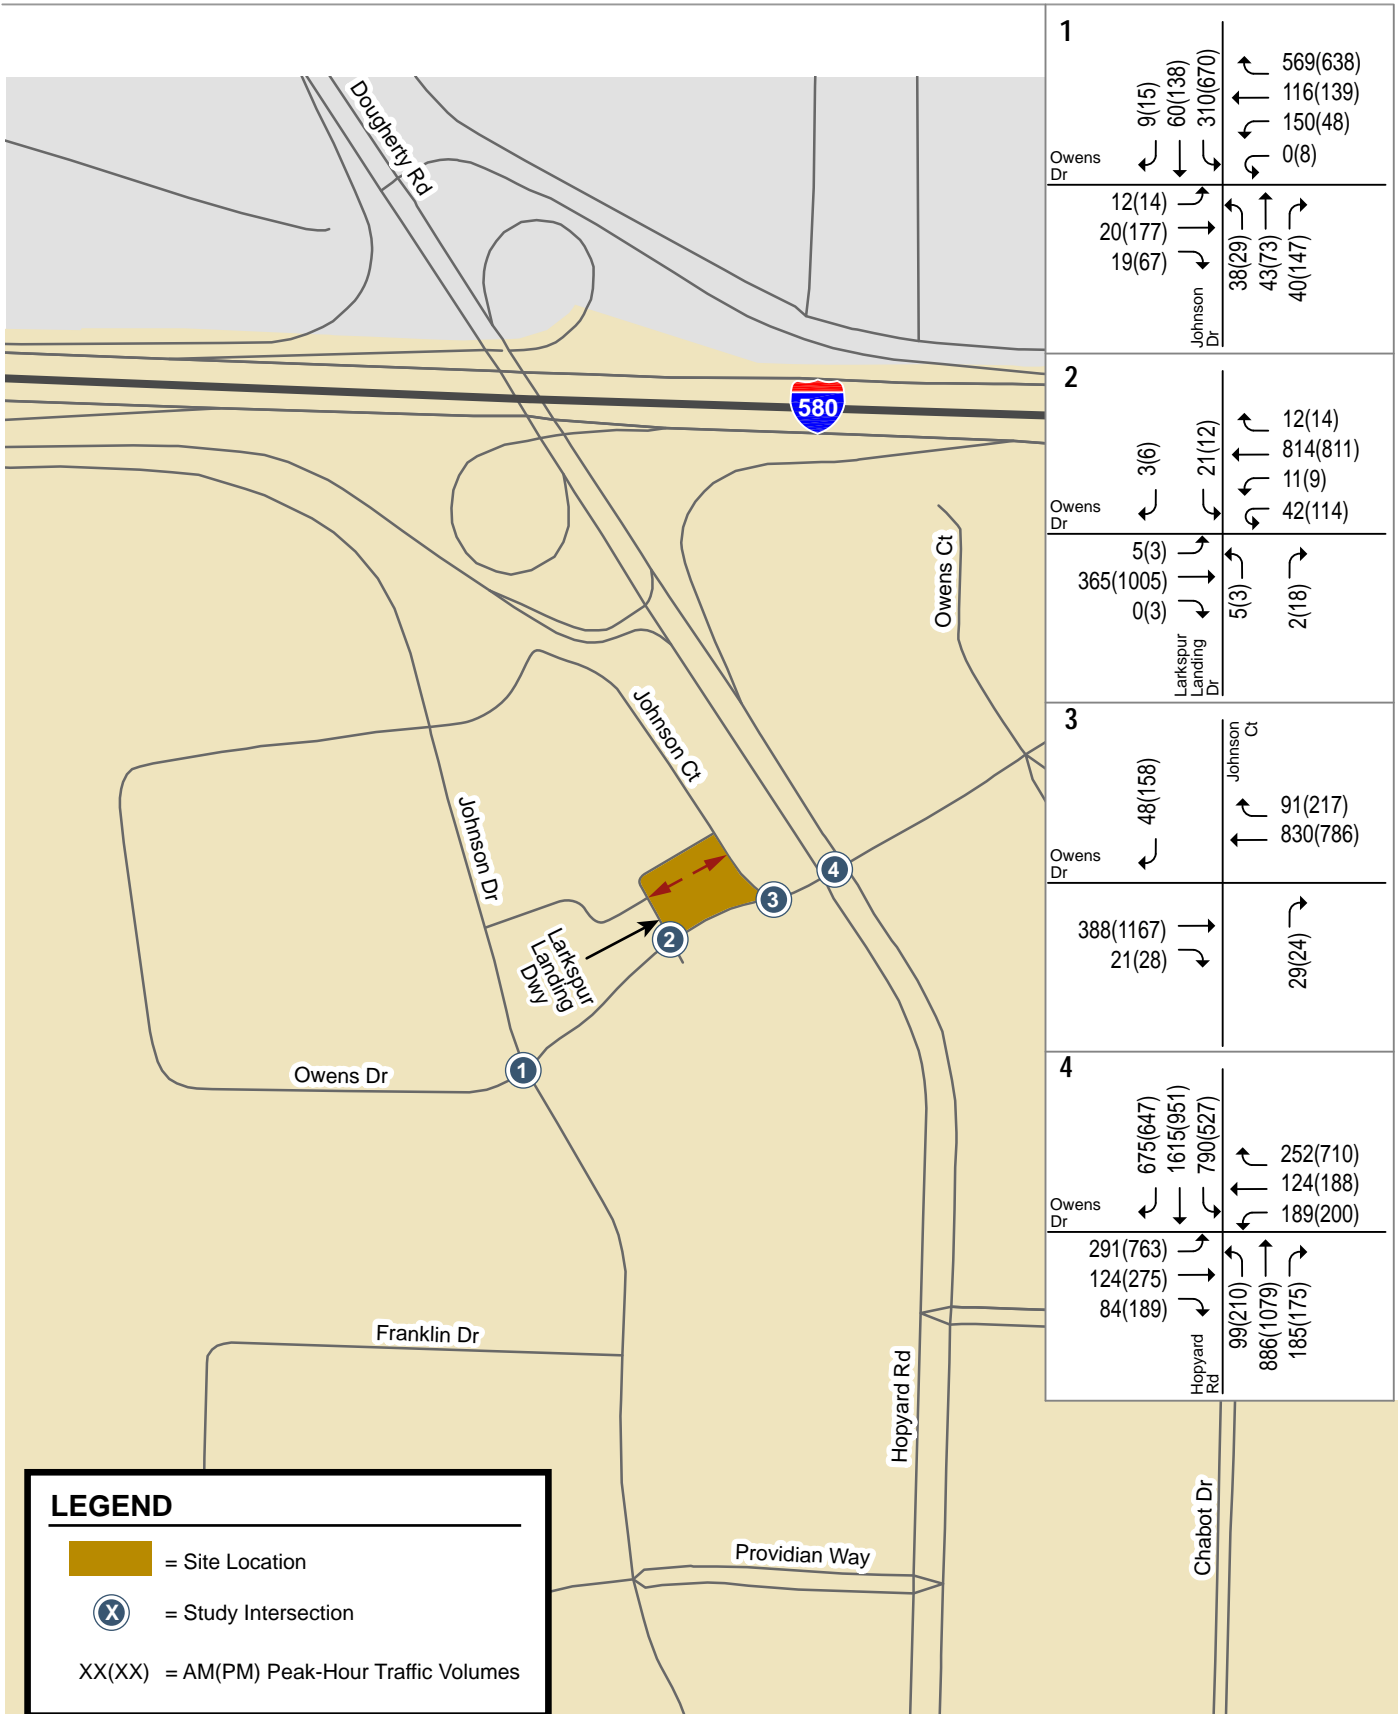 Dougherty Rd
580
Owens Ct
Johnson Ct
Johnson Dr
4
3
2
Larkspur
Landing
Dwy
1
Owens Dr
Franklin Dr
Hopyard Rd
Providian Way
Chabot Dr
1
9(15)
60(138)
310(670)
569(638)
116(139)
150(48)
0(8)
Owens
Dr
12(14)
20(177)
19(67)
38(29)
43(73)
40(147)
Johnson
Dr
2
3(6)
21(12)
12(14)
814(811)
11(9)
42(114)
Owens
Dr
5(3)
365(1005)
0(3)
5(3)
2(18)
Larkspur
Landing
Dr
3
Johnson
Ct
48(158)
91(217)
830(786)
Owens
Dr
388(1167)
21(28)
29(24)
4
675(647)
1615(951)
790(527)
252(710)
124(188)
189(200)
Owens
Dr
291(763)
124(275)
84(189)
99(210)
886(1079)
185(175)
Hopyard
Rd
LEGEND
= Site Location
X = Study Intersection
XX(XX) = AM(PM) Peak-Hour Traffic Volumes